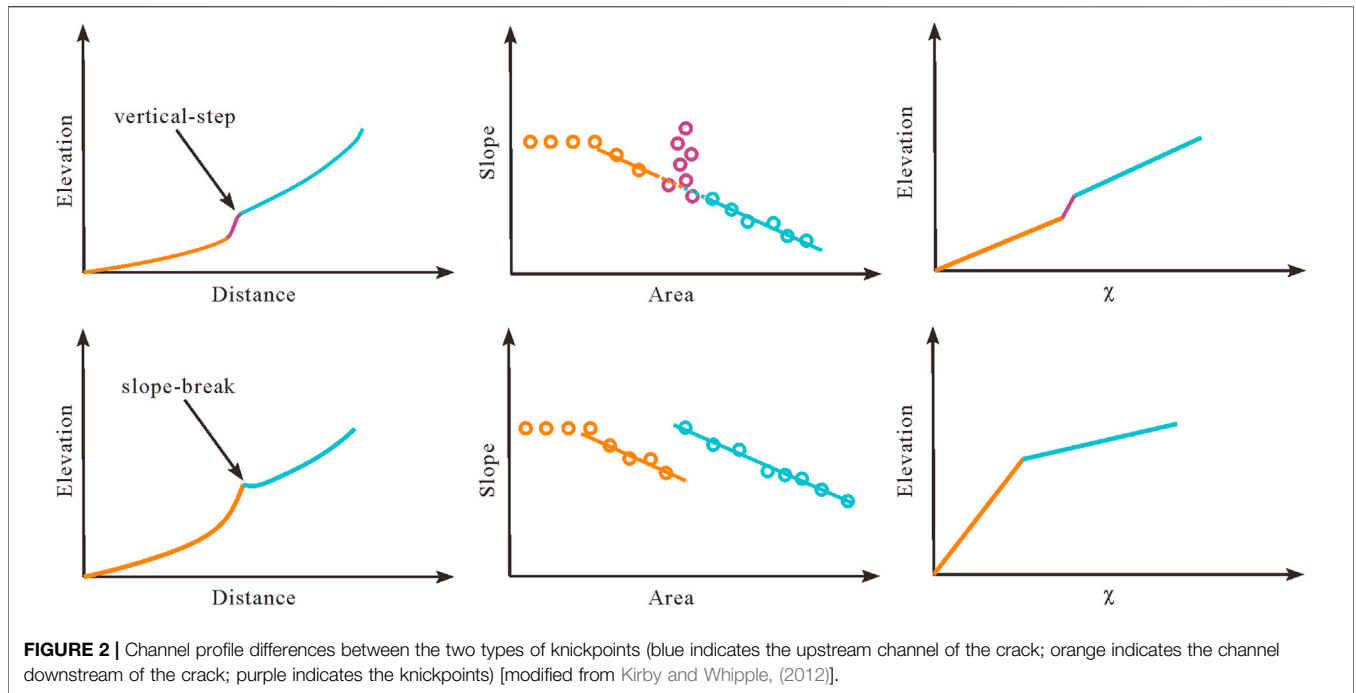 Elevation
vertical-step
Distance
Slope
Area
Elevation
χ
Elevation
slope-break
Distance
Slope
Area
Elevation
χ
FIGURE 2 | Channel profile differences between the two types of knickpoints (blue indicates the upstream channel of the crack; orange indicates the channel
downstream of the crack; purple indicates the knickpoints) [modified from Kirby and Whipple, (2012)].